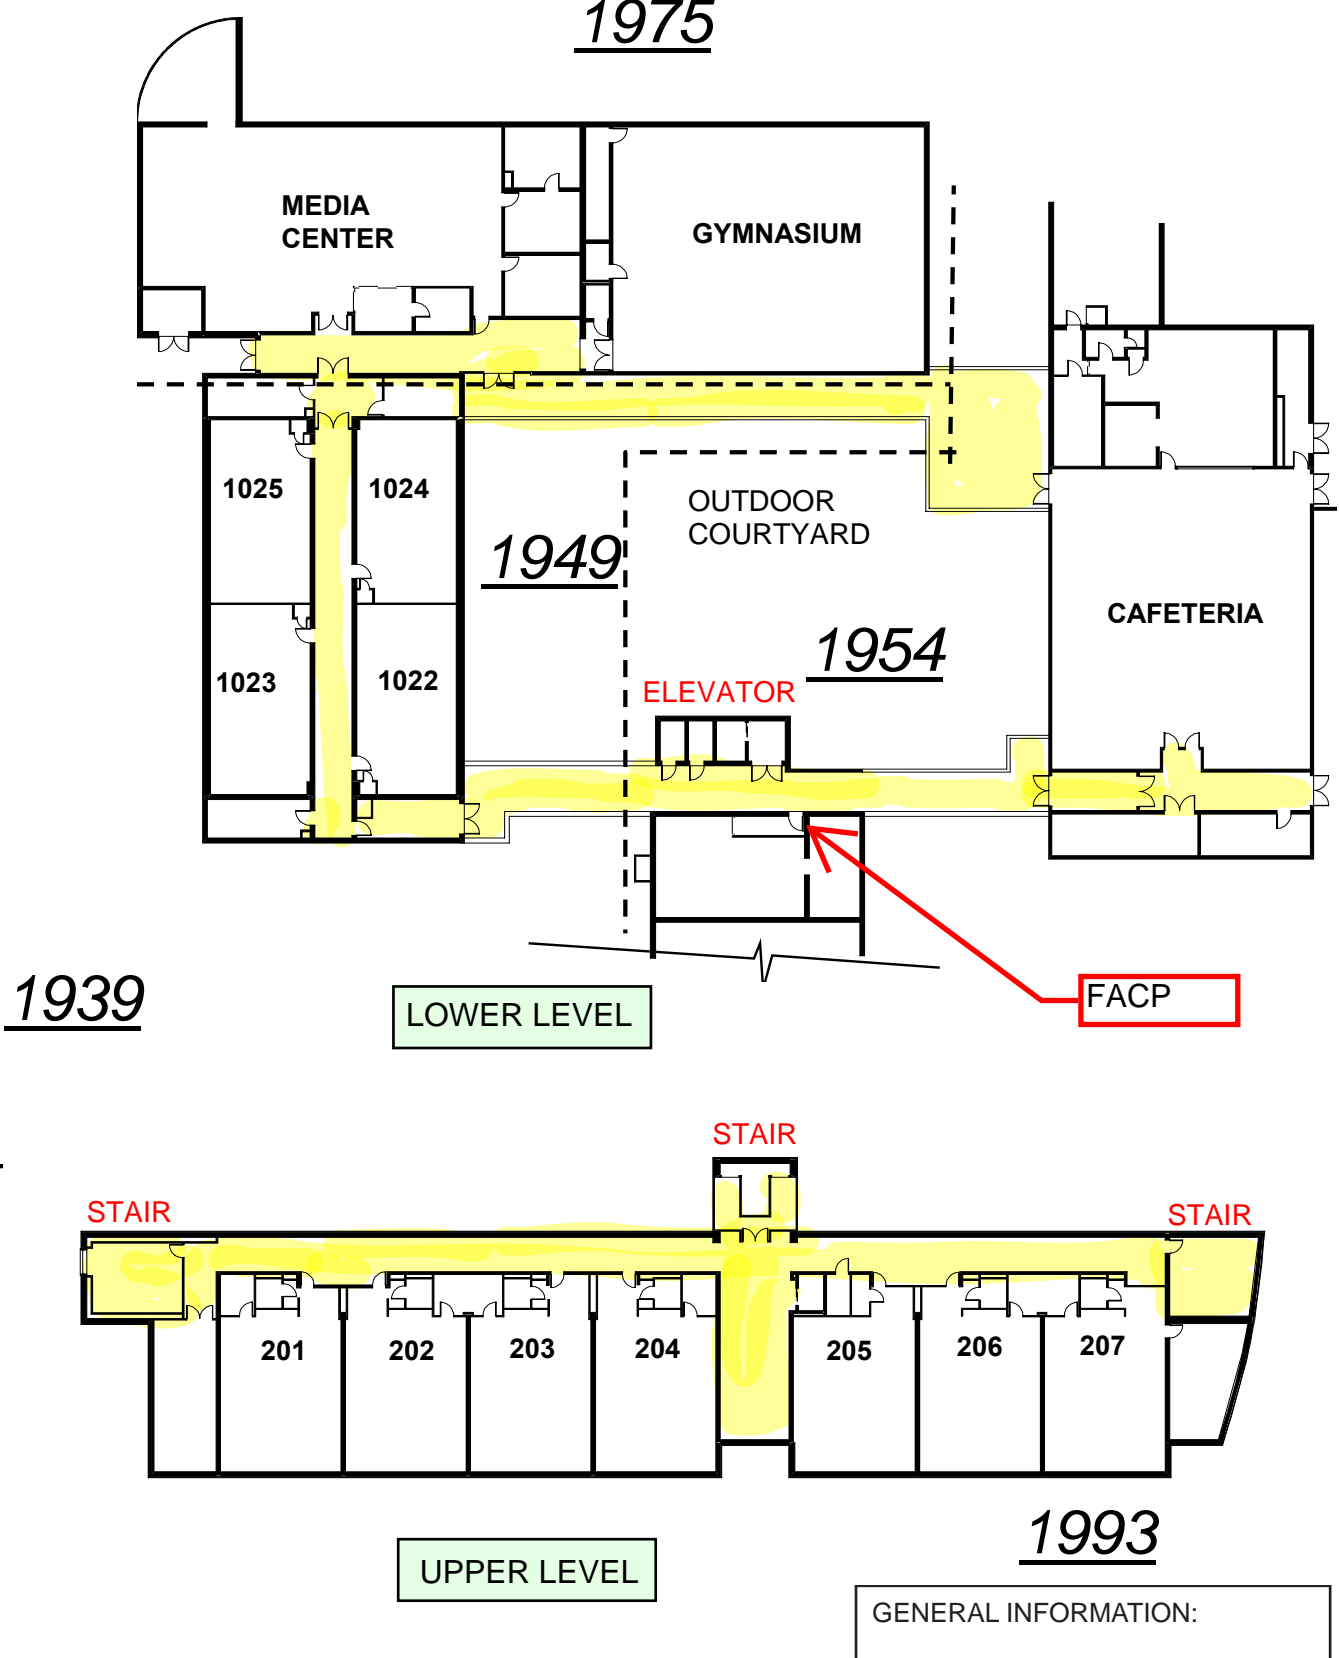 1975
MEDIA
CENTER
GYMNASIUM
1025
1024
OUTDOOR
COURTYARD
1949
CAFETERIA
1954
1023
1022
ELEVATOR
1939
LOWER LEVEL
FACP
STAIR
STAIR
STAIR
201
202
203
204
205
206
207
1993
UPPER LEVEL
GENERAL INFORMATION: